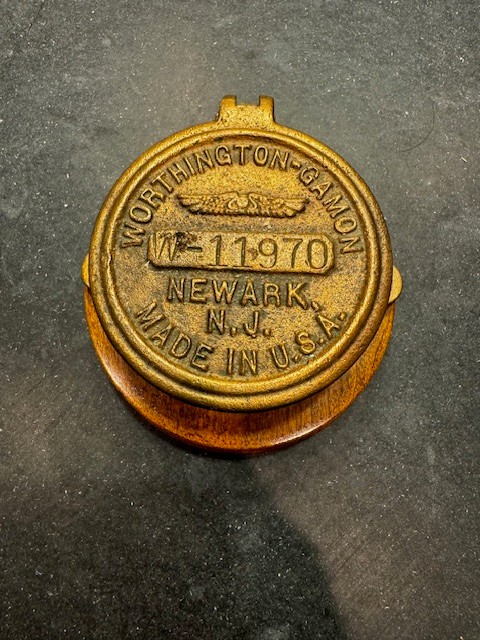 WORTHINGTON-GAMON
W-11970
NEWARK,
N.J.
MADE IN U.S.A.